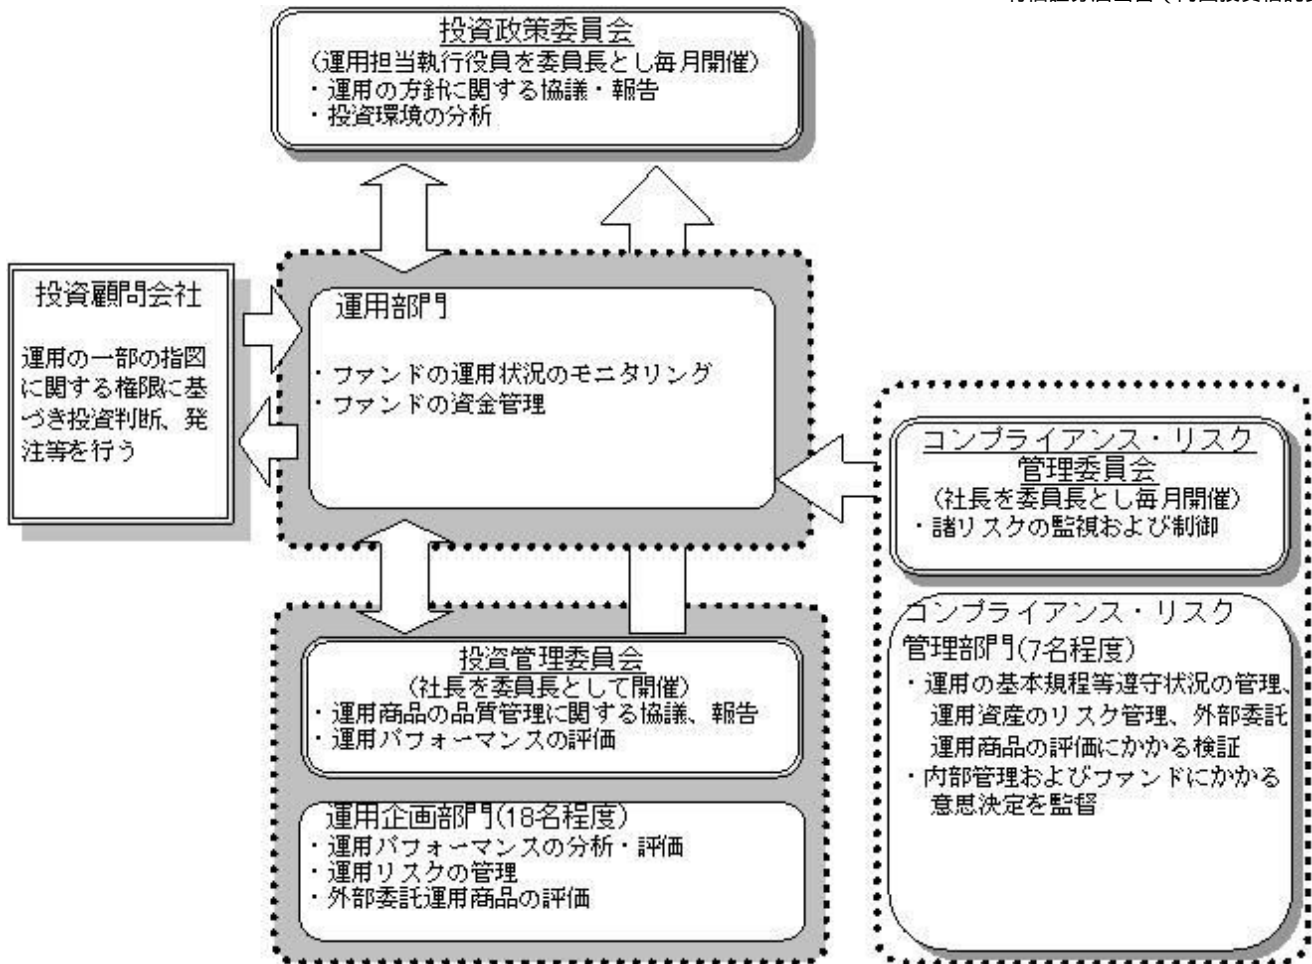 投資政策委員会
(運用担当執行役員を委員長とし毎月開催)
・運用の方針に関する協議・報告
・投資環境の分析
投資顧問会社
運用の一部の指図
に関する権限に基
づき投資判断、発
注等を行う
運用部門
・ファンドの運用状況のモニタリング
・ファンドの資金管理
コンプライアンス・リスク
管理委員会
(社長を委員長とし毎月開催)
・諸リスクの監視および制御
コンプライアンス・リスク
管理部門(7名程度)
・運用の基本規程等遵守状況の管理、
運用資産のリスク管理、外部委託
運用商品の評価にかかる検証
・内部管理およびファンドにかかる
意思決定を監督
投資管理委員会
(社長を委員長として開催)
・運用商品の品質管理に関する協議、報告
・運用パフォーマンスの評価
運用企画部門(18名程度)
・運用パフォーマンスの分析・評価
・運用リスクの管理
・外部委託運用商品の評価